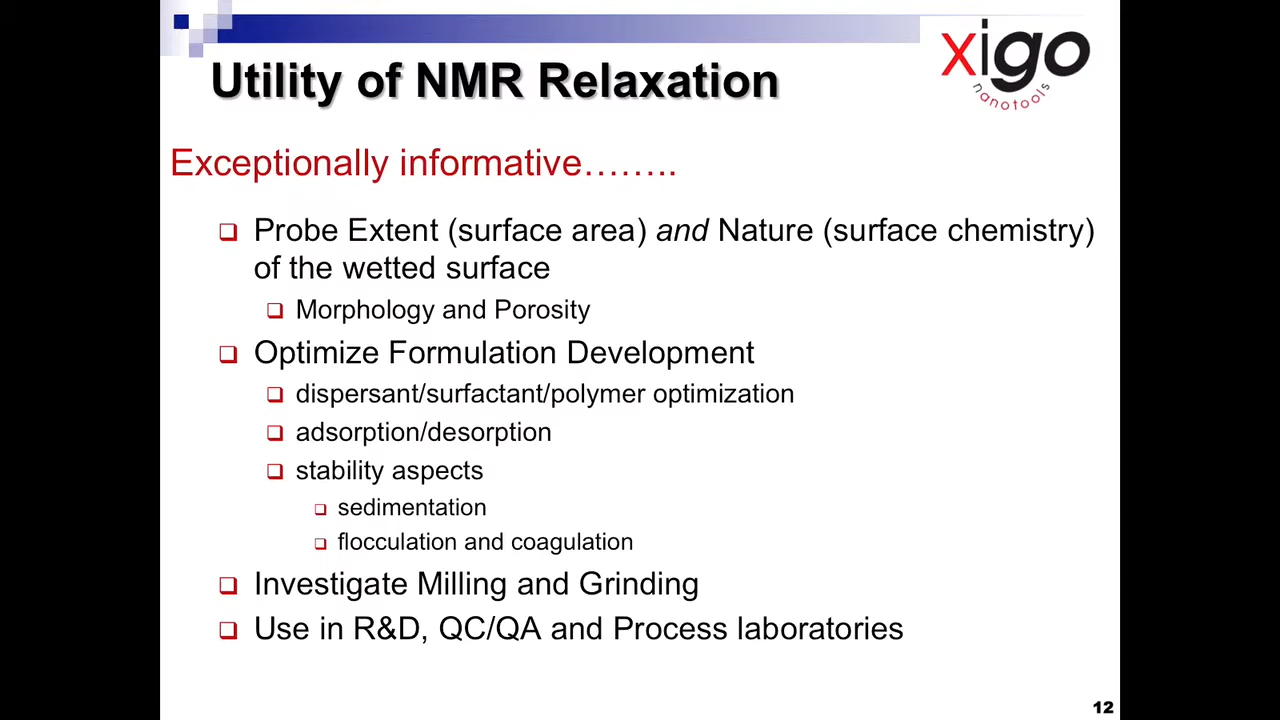 xigo
nanotools
Utility of NMR Relaxation
Exceptionally informative……..
Probe Extent (surface area) and Nature (surface chemistry)
of the wetted surface
Morphology and Porosity
Optimize Formulation Development
dispersant/surfactant/polymer optimization
adsorption/desorption
stability aspects
sedimentation
flocculation and coagulation
Investigate Milling and Grinding
Use in R&D, QC/QA and Process laboratories
12